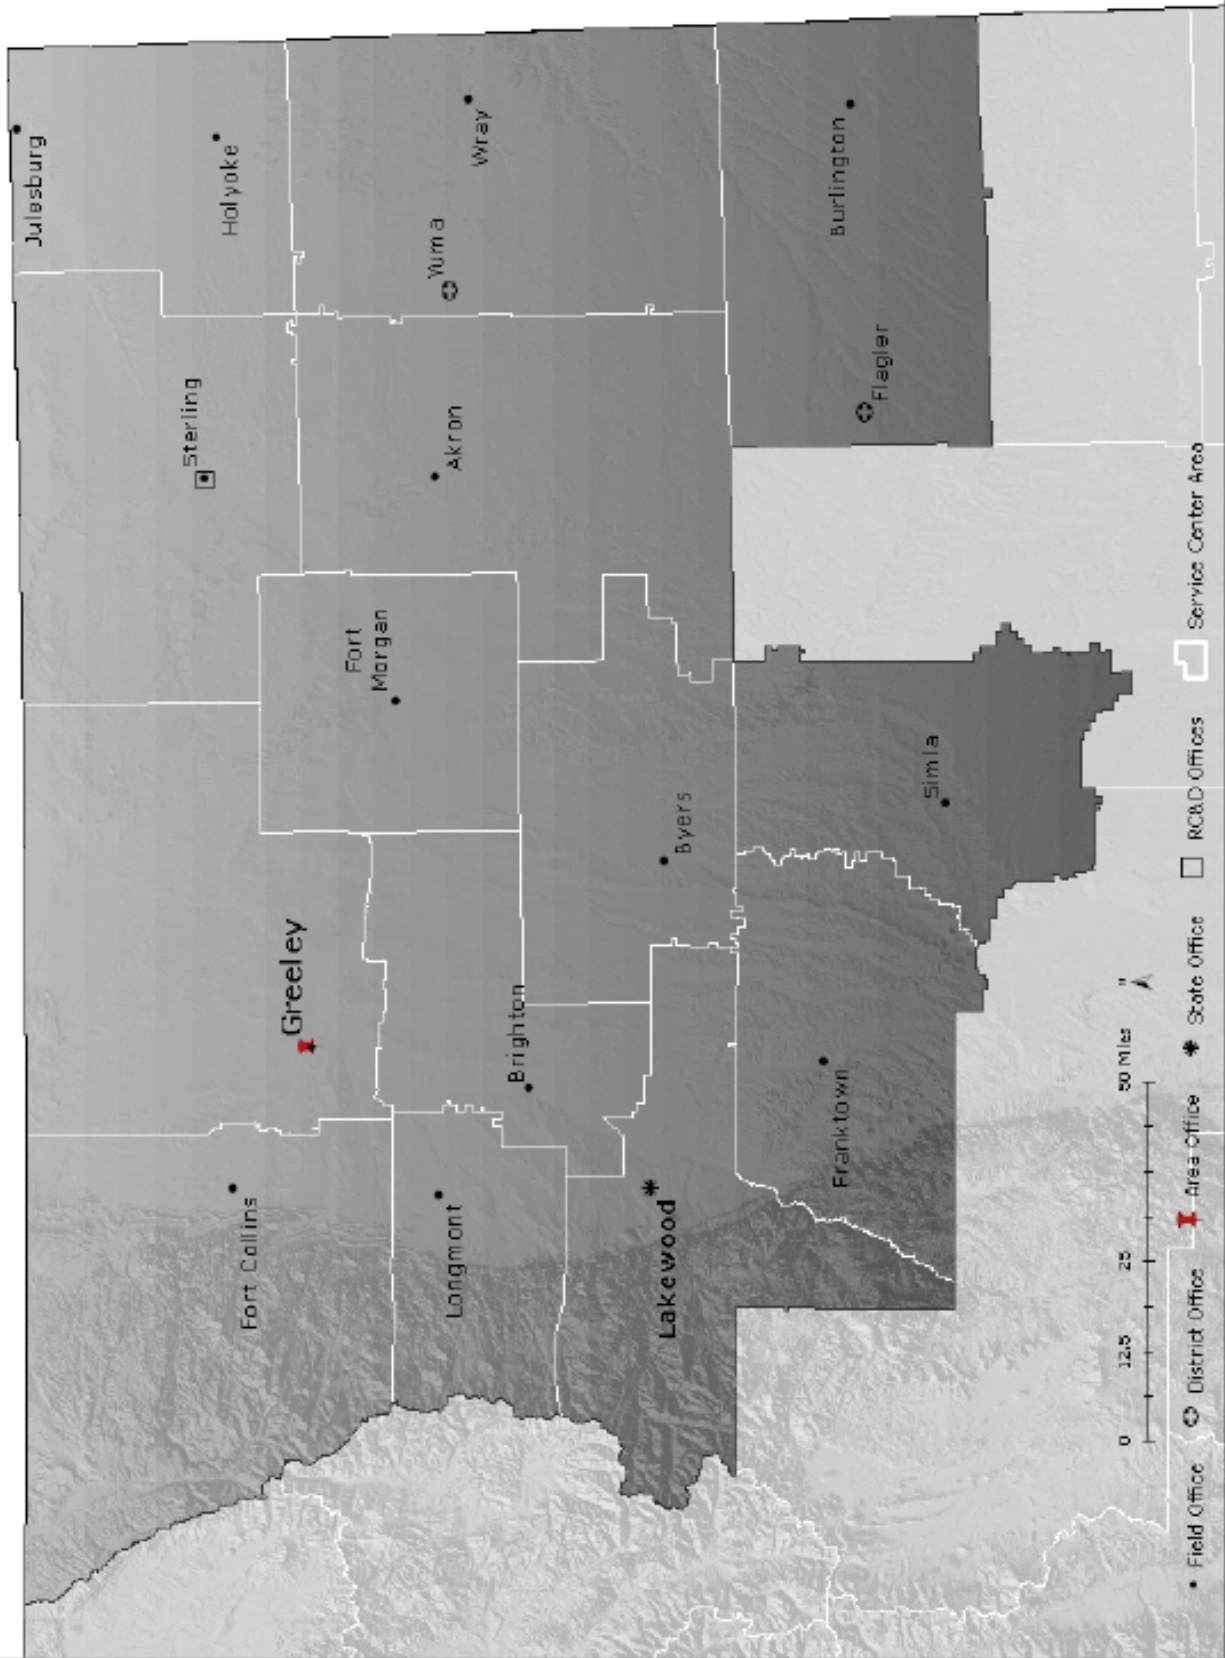 Julesburg
Sterling
Holyoke
Fort Collins
Greeley
Fort
Morgan
Yuma
Longmont
Akron
Wray
Brighton
Lakewood
Byers
Franktown
Burlington
Flagler
Simla
0 12.5 25 50 Miles
Field Office District Office Area Office State Office RC&D Offices Service Center Area